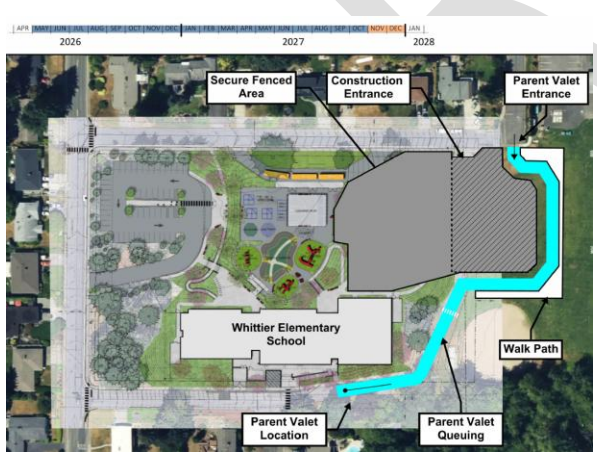 APR MAY JUN JUL AUG SEP OCT NOV DEC JAN FEB MAR APR MAY JUN JUL AUG SEP OCT NOV DEC JAN
2026 2027 2028
Secure Fenced
Area
Construction
Entrance
Parent Valet
Entrance
Whittier Elementary
School
Walk Path
Parent Valet
Location
Parent Valet
Queuing